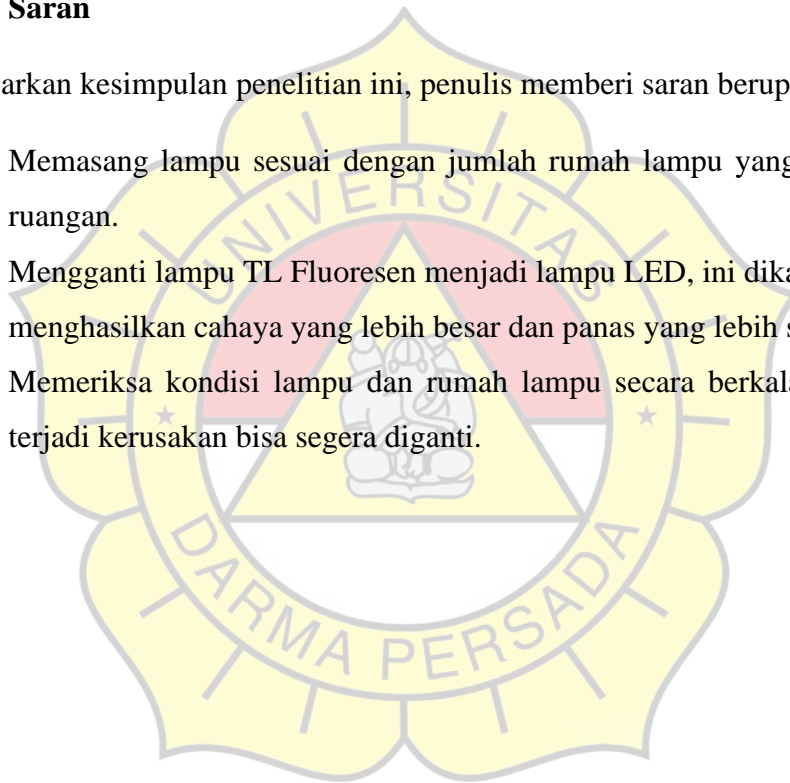 Saran
arkan kesimpulan penelitian ini, penulis memberi saran berup
Memasang lampu sesuai dengan jumlah rumah lampu yang
ruangan.
Mengganti lampu TL Fluoresen menjadi lampu LED, ini dika
menghasilkan cahaya yang lebih besar dan panas yang lebih s
Memeriksa kondisi lampu dan rumah lampu secara berkala
terjadi kerusakan bisa segera diganti.
UNIVERSITAS
DARMA PERSADA